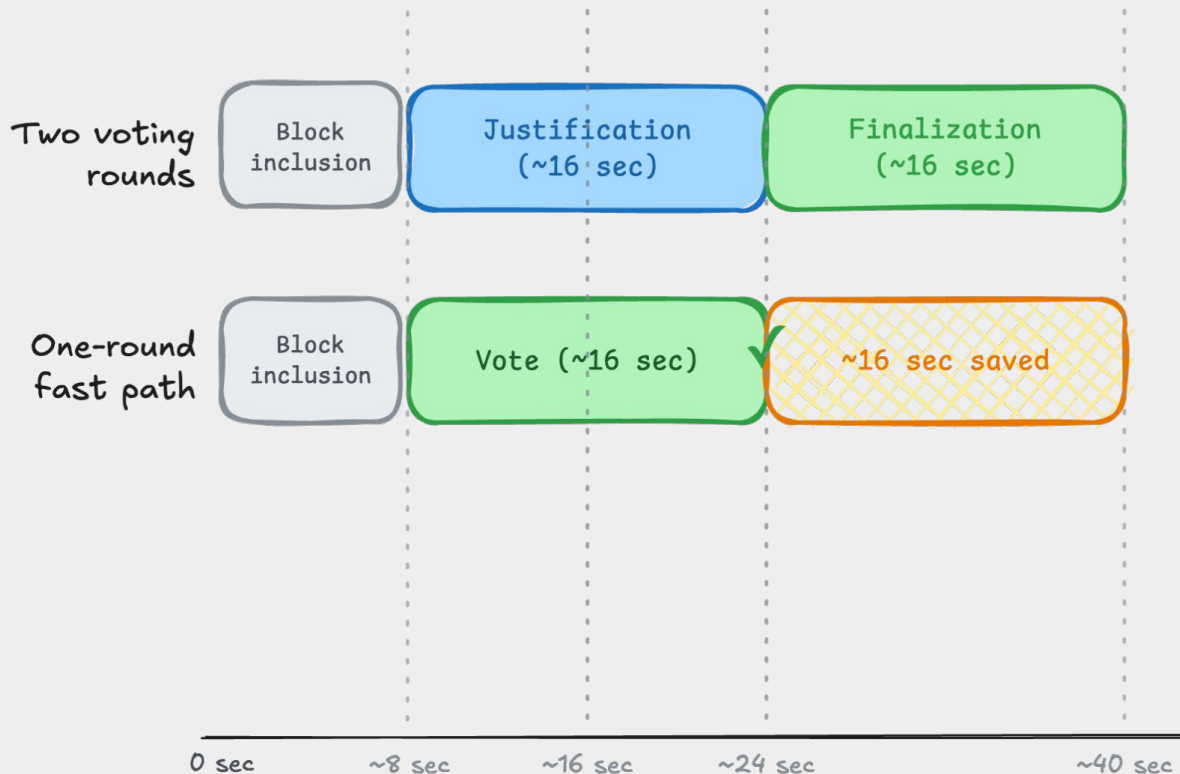 Two voting
rounds
Block
inclusion
Justification
(~16 sec)
Finalization
(~16 sec)
One-round
fast path
Block
inclusion
Vote (~16 sec)
~16 sec saved
0 sec
~8 sec
~16 sec
~24 sec
~40 sec